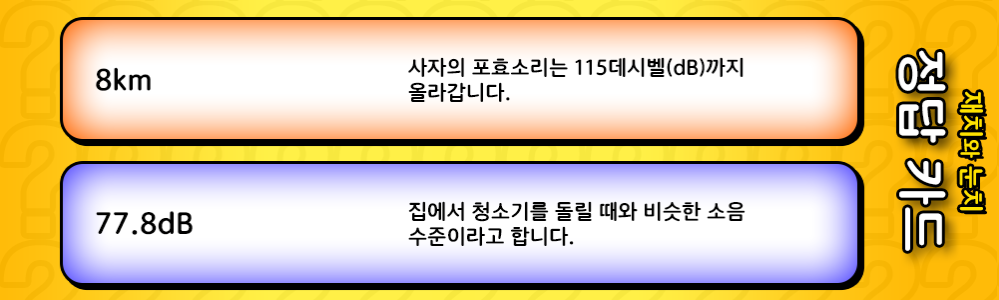 8km
사자의 포효소리는 115데시벨(dB)까지
올라갑니다.
77.8dB
집에서 청소기를 돌릴 때와 비슷한 소음
수준이라고 합니다.
재치와 눈치
정답 카드